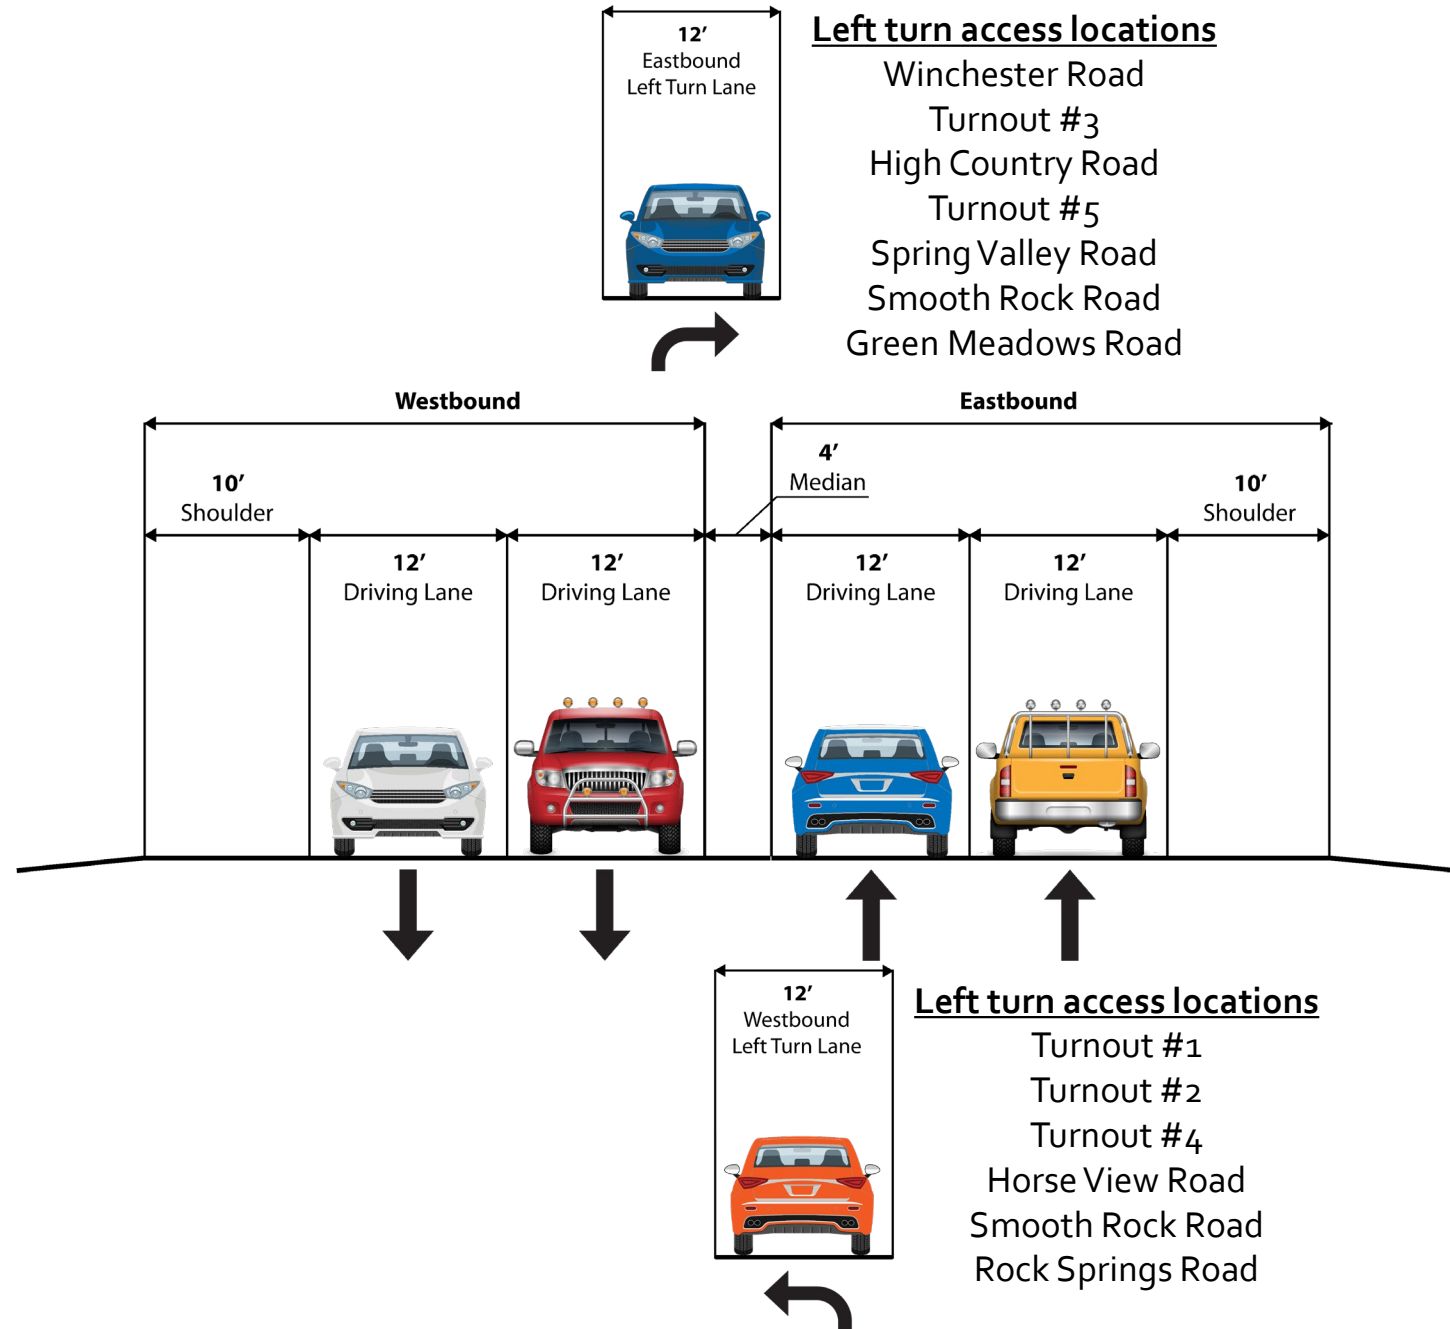 12′
Eastbound
Left Turn Lane
Left turn access locations
Winchester Road
Turnout #3
High Country Road
Turnout #5
Spring Valley Road
Smooth Rock Road
Green Meadows Road
Westbound
Eastbound
10′
Shoulder
4′
Median
10′
Shoulder
12′
Driving Lane
12′
Driving Lane
12′
Driving Lane
12′
Driving Lane
12′
Westbound
Left Turn Lane
Left turn access locations
Turnout #1
Turnout #2
Turnout #4
Horse View Road
Smooth Rock Road
Rock Springs Road